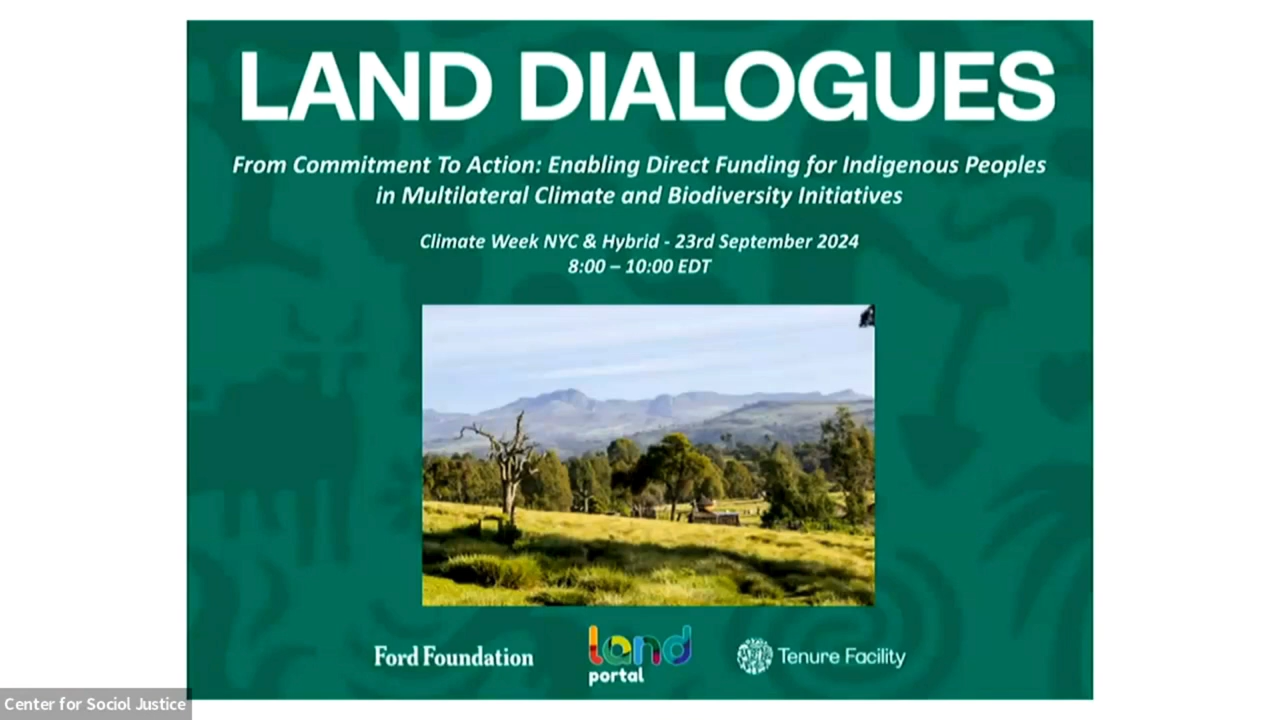 LAND DIALOGUES
From Commitment To Action: Enabling Direct Funding for Indigenous Peoples
in Multilateral Climate and Biodiversity Initiatives
Climate Week NYC & Hybrid - 23rd September 2024
8:00 – 10:00 EDT
Ford Foundation
land
portal
Tenure Facility
Center for Sociol Justice